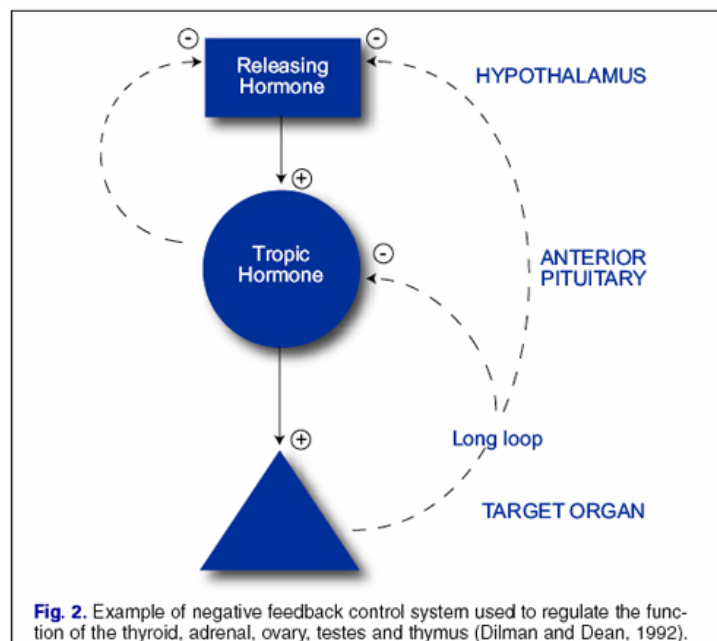 Releasing
Hormone
HYPOTHALAMUS
Tropic
Hormone
ANTERIOR
PITUITARY
Long loop
TARGET ORGAN
Fig. 2. Example of negative feedback control system used to regulate the func-
tion of the thyroid, adrenal, ovary, testes and thymus (Dilman and Dean, 1992).